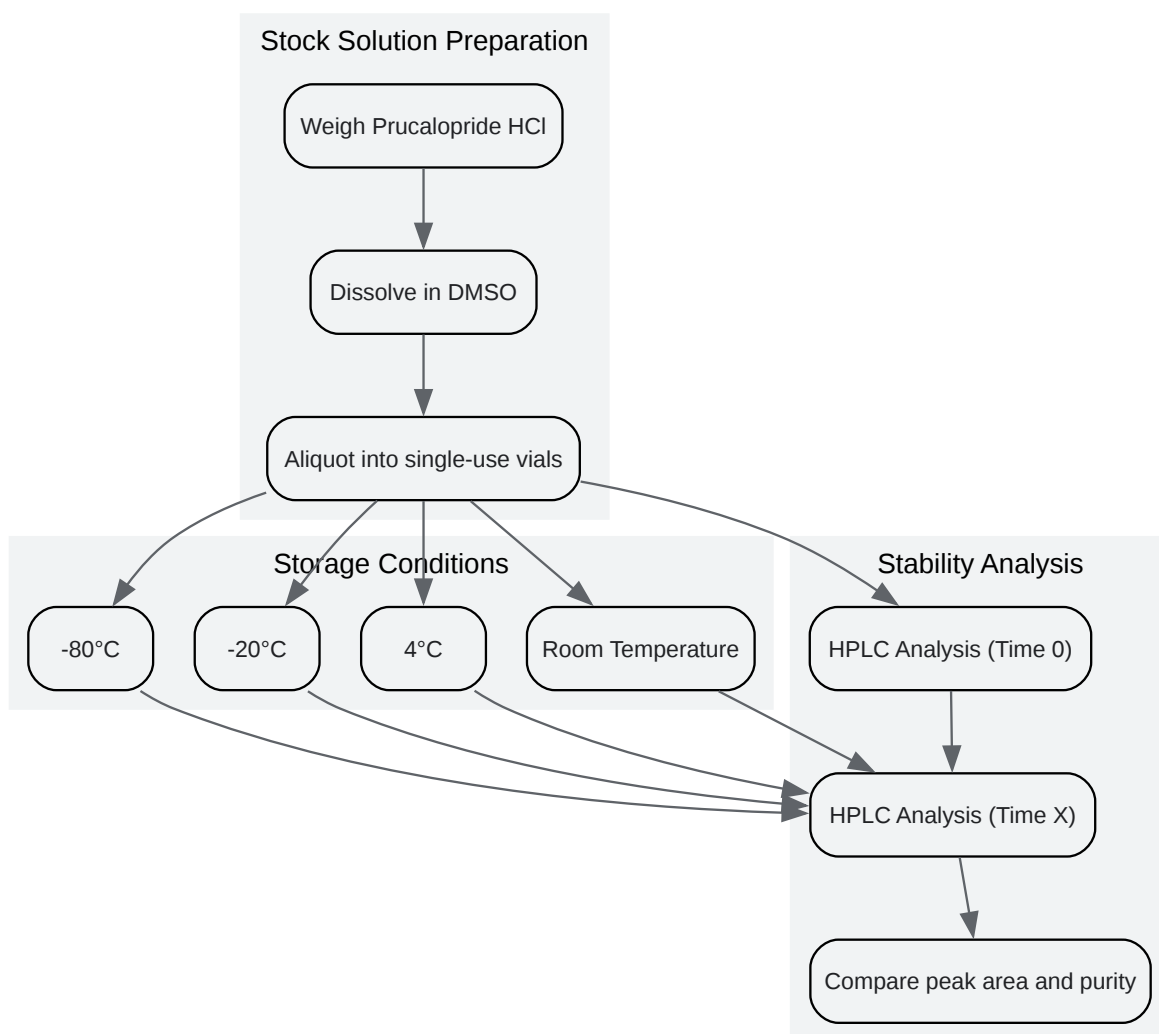 Stock Solution Preparation
Weigh Prucalopride HCl
Dissolve in DMSO
Aliquot into single-use vials
Storage Conditions
-80°C
-20°C
4°C
Room Temperature
Stability Analysis
HPLC Analysis (Time 0)
HPLC Analysis (Time X)
Compare peak area and purity